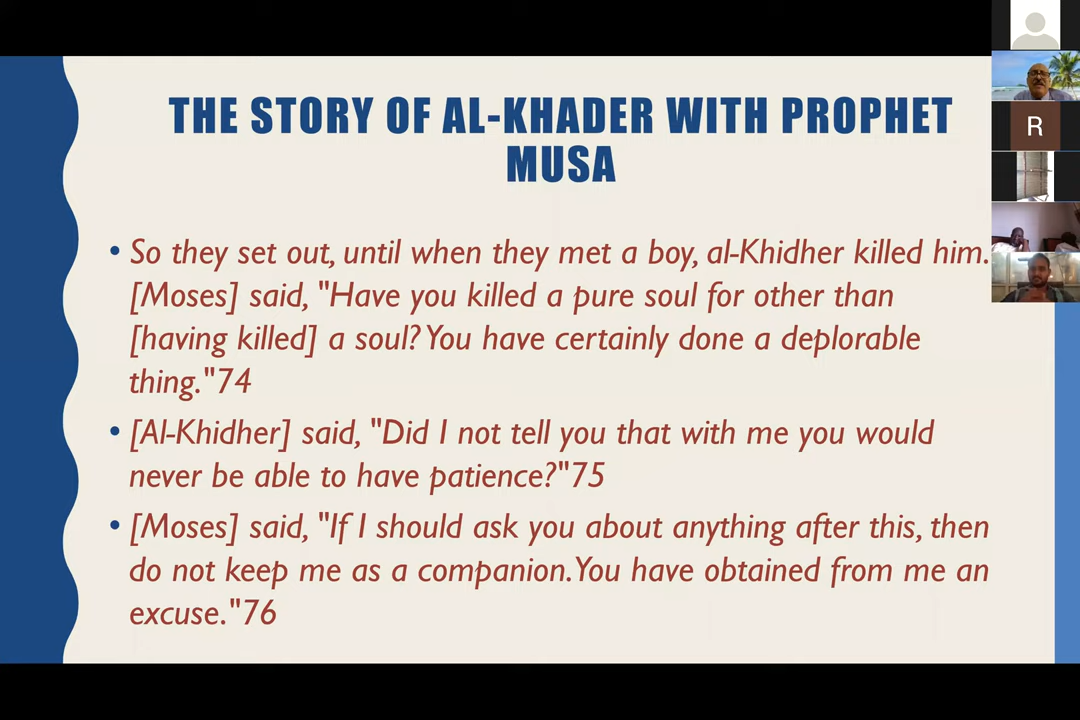 THE STORY OF AL-KHADER WITH PROPHET
MUSA
• So they set out, until when they met a boy, al-Khidher killed him.
[Moses] said, "Have you killed a pure soul for other than
[having killed] a soul? You have certainly done a deplorable
thing."74
• [Al-Khidher] said, "Did I not tell you that with me you would
never be able to have patience?"75
• [Moses] said, "If I should ask you about anything after this, then
do not keep me as a companion. You have obtained from me an
excuse."76
R